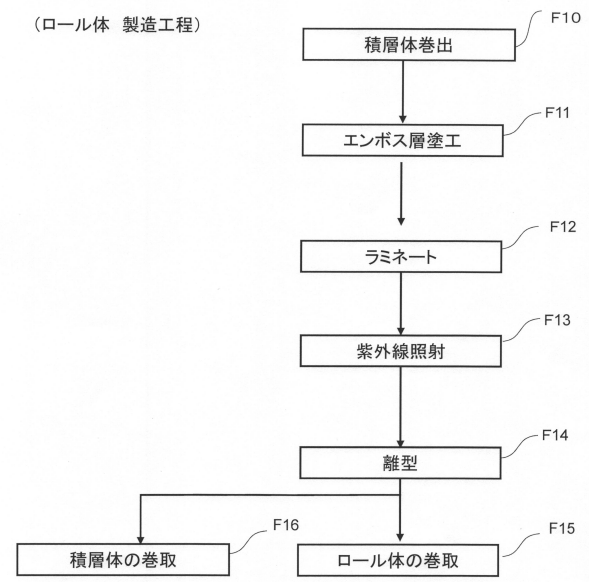 （ロール体 製造工程）
積層体巻出
F10
エンボス層塗工
F11
ラミネート
F12
紫外線照射
F13
離型
F14
積層体の巻取
F16
ロール体の巻取
F15